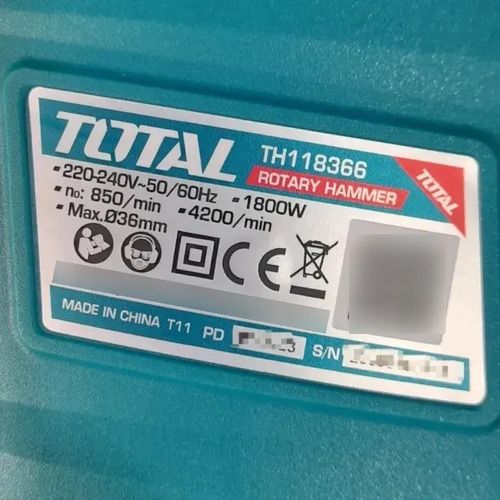 TOTAL
TH118366
ROTARY HAMMER
TOTAL
▪220-240V~50/60Hz ▪1800W
▪n₀: 850/min ▪4200/min
▪Max.Ø36mm
CE
MADE IN CHINA T11 PD S/N